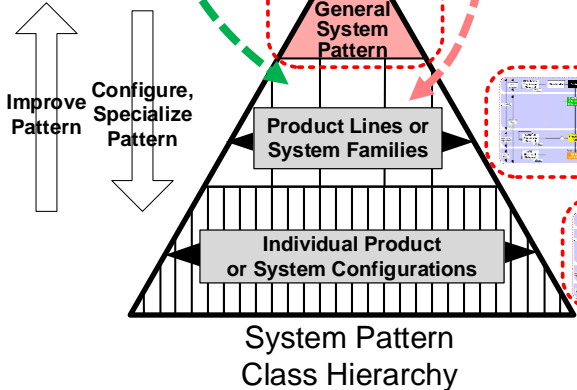 General
System
Pattern
Improve
Pattern
Configure,
Specialize
Pattern
Product Lines or
System Families
Individual Product
or System Configurations
System Pattern
Class Hierarchy